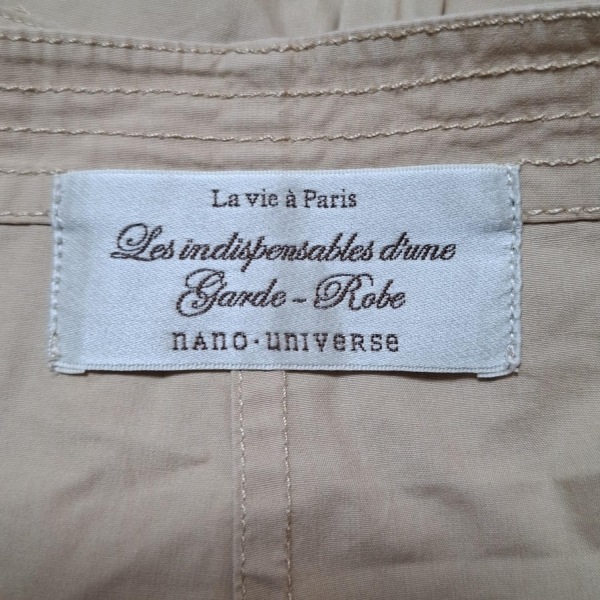 La vie à Paris
Les indispensables d'une
Garde - Robe
nano·universe